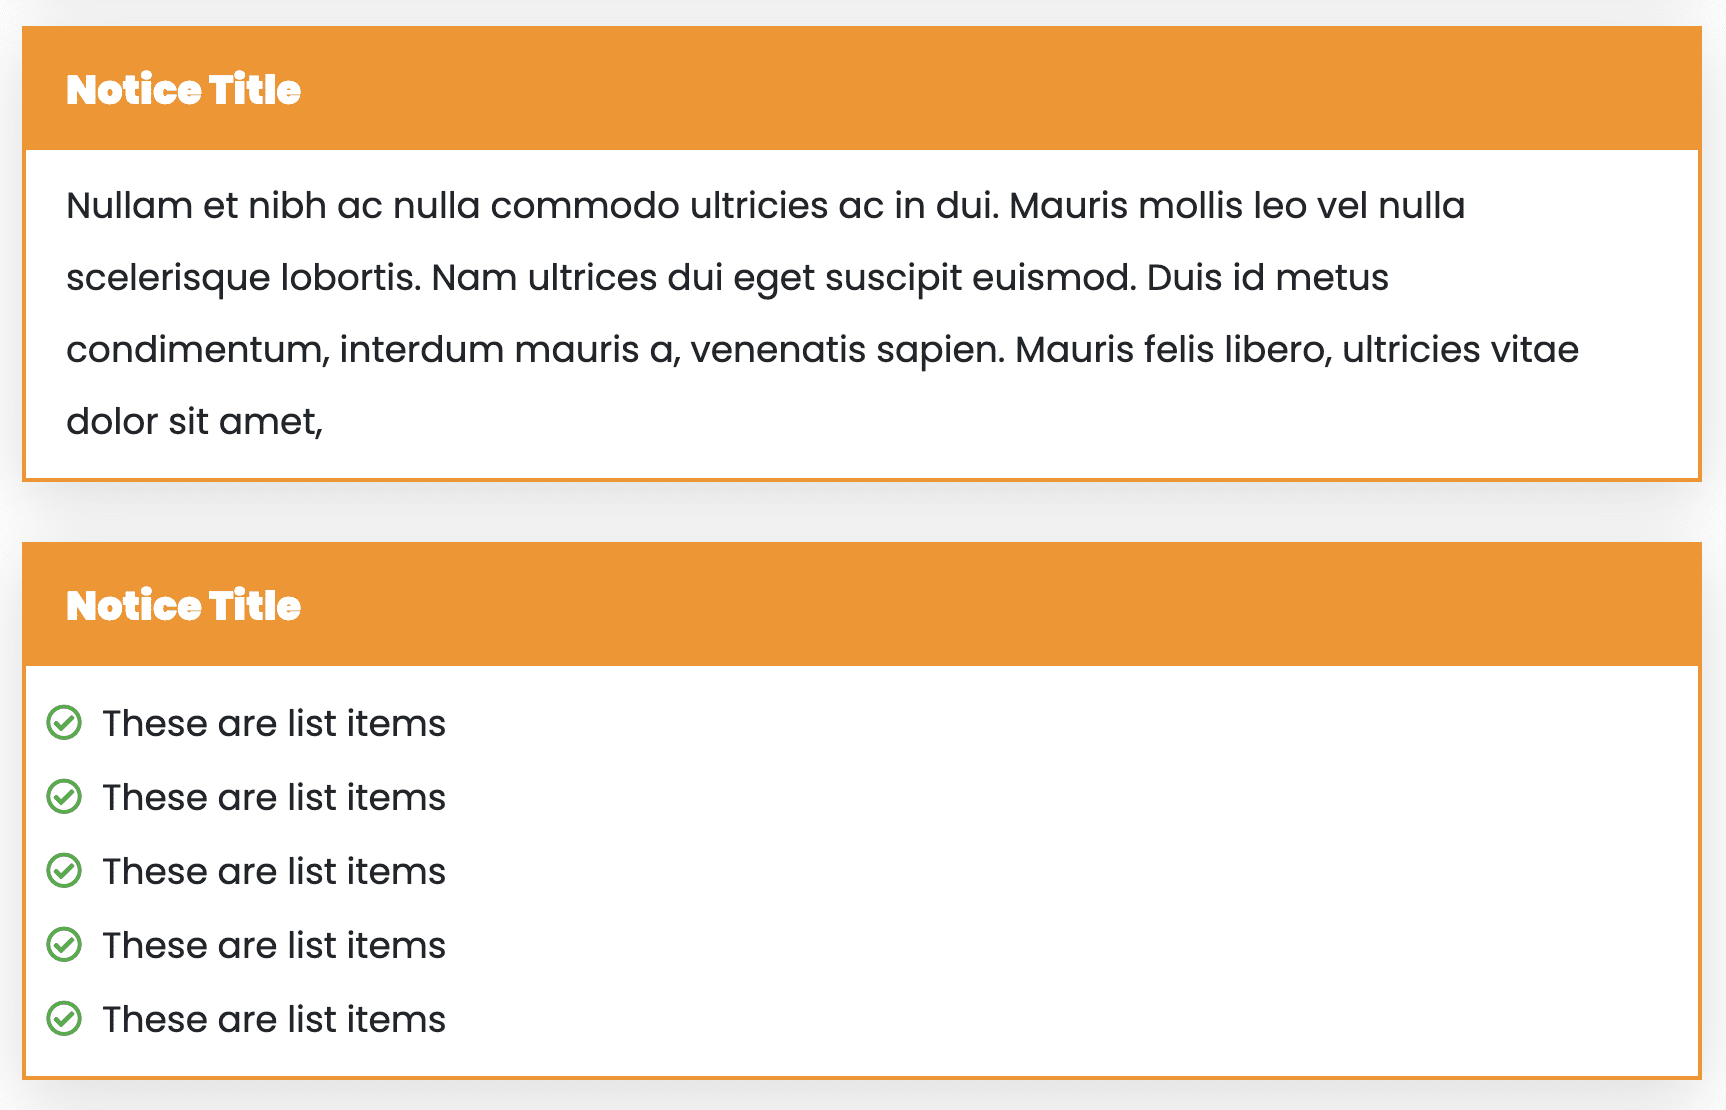 Notice Title
Nullam et nibh ac nulla commodo ultricies ac in dui. Mauris mollis leo vel nulla
scelerisque lobortis. Nam ultrices dui eget suscipit euismod. Duis id metus
condimentum, interdum mauris a, venenatis sapien. Mauris felis libero, ultricies vitae
dolor sit amet,
Notice Title
These are list items
These are list items
These are list items
These are list items
These are list items